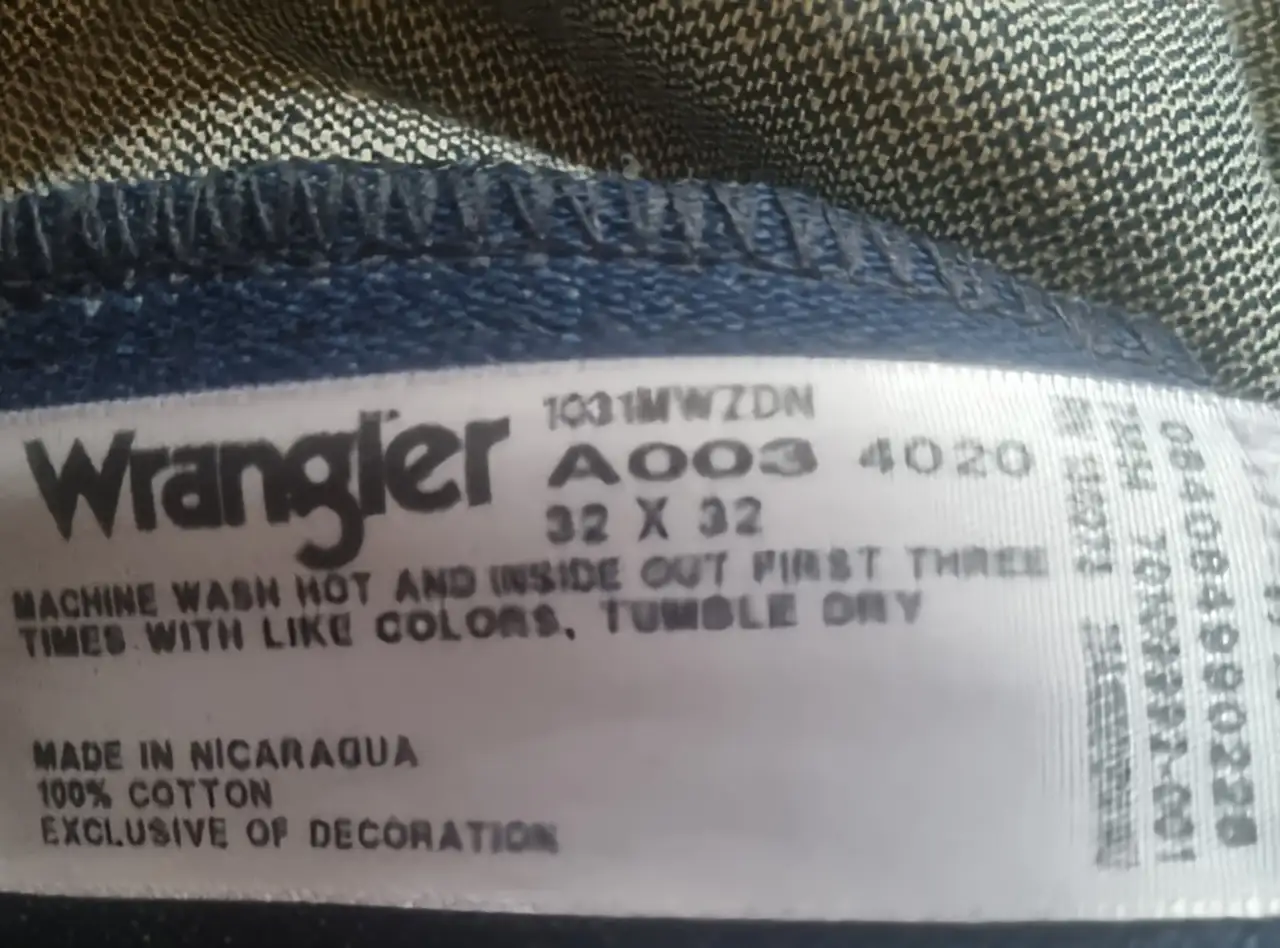 Wrangler
1031MWZDN
A003 4020
32 X 32
MACHINE WASH HOT AND INSIDE OUT FIRST THREE
TIMES WITH LIKE COLORS, TUMBLE DRY
MADE IN NICARAGUA
100% COTTON
EXCLUSIVE OF DECORATION